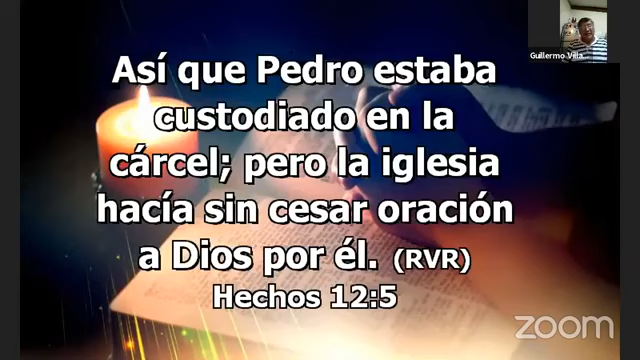 Así que Pedro estaba
custodiado en la
cárcel; pero la iglesia
hacía sin cesar oración
a Dios por él. (RVR)
Hechos 12:5
Guillermo Villa...
zoom